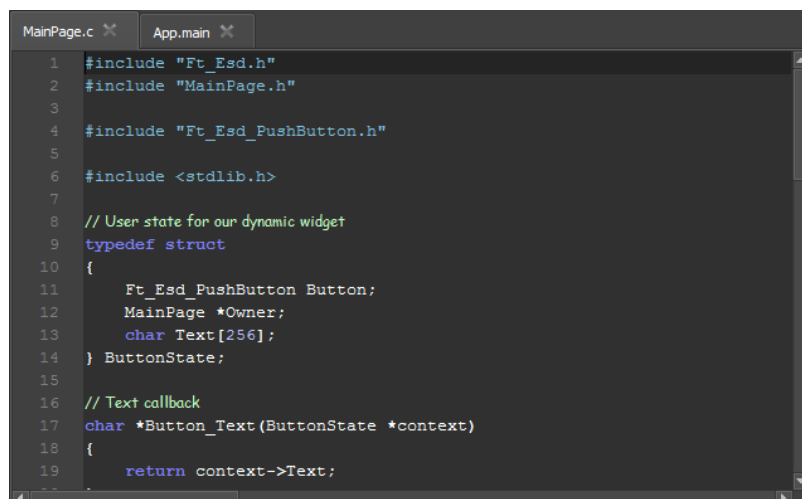 MainPage.c App.main
1 #include "Ft_Esd.h"
2 #include "MainPage.h"
3
4 #include "Ft_Esd_PushButton.h"
5
6 #include <stdlib.h>
7
8 // User state for our dynamic widget
9 typedef struct
10 {
11 Ft_Esd_PushButton Button;
12 MainPage *Owner;
13 char Text[256];
14 } ButtonState;
15
16 // Text callback
17 char *Button_Text(ButtonState *context)
18 {
19 return context->Text;